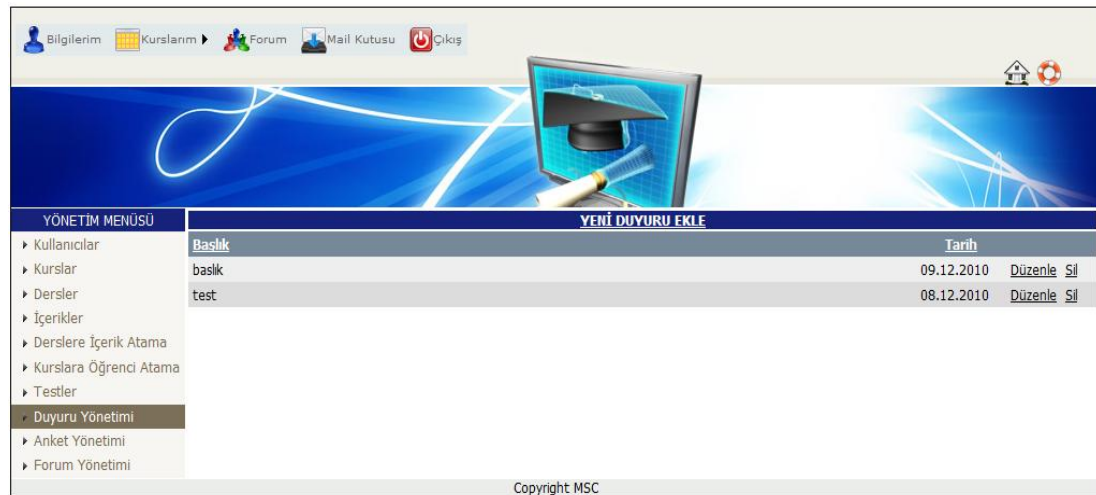 Bilgilerim Kurslarım Forum Mail Kutusu Çıkış
YÖNETİM MENÜSÜ
Kullanıcılar
Kurslar
Dersler
İçerikler
Derslere İçerik Atama
Kurslara Öğrenci Atama
Testler
Duyuru Yönetimi
Anket Yönetimi
Forum Yönetimi
YENİ DUYURU EKLE
Başlık Tarih
baslık 09.12.2010 Düzenle Sil
test 08.12.2010 Düzenle Sil
Copyright MSC